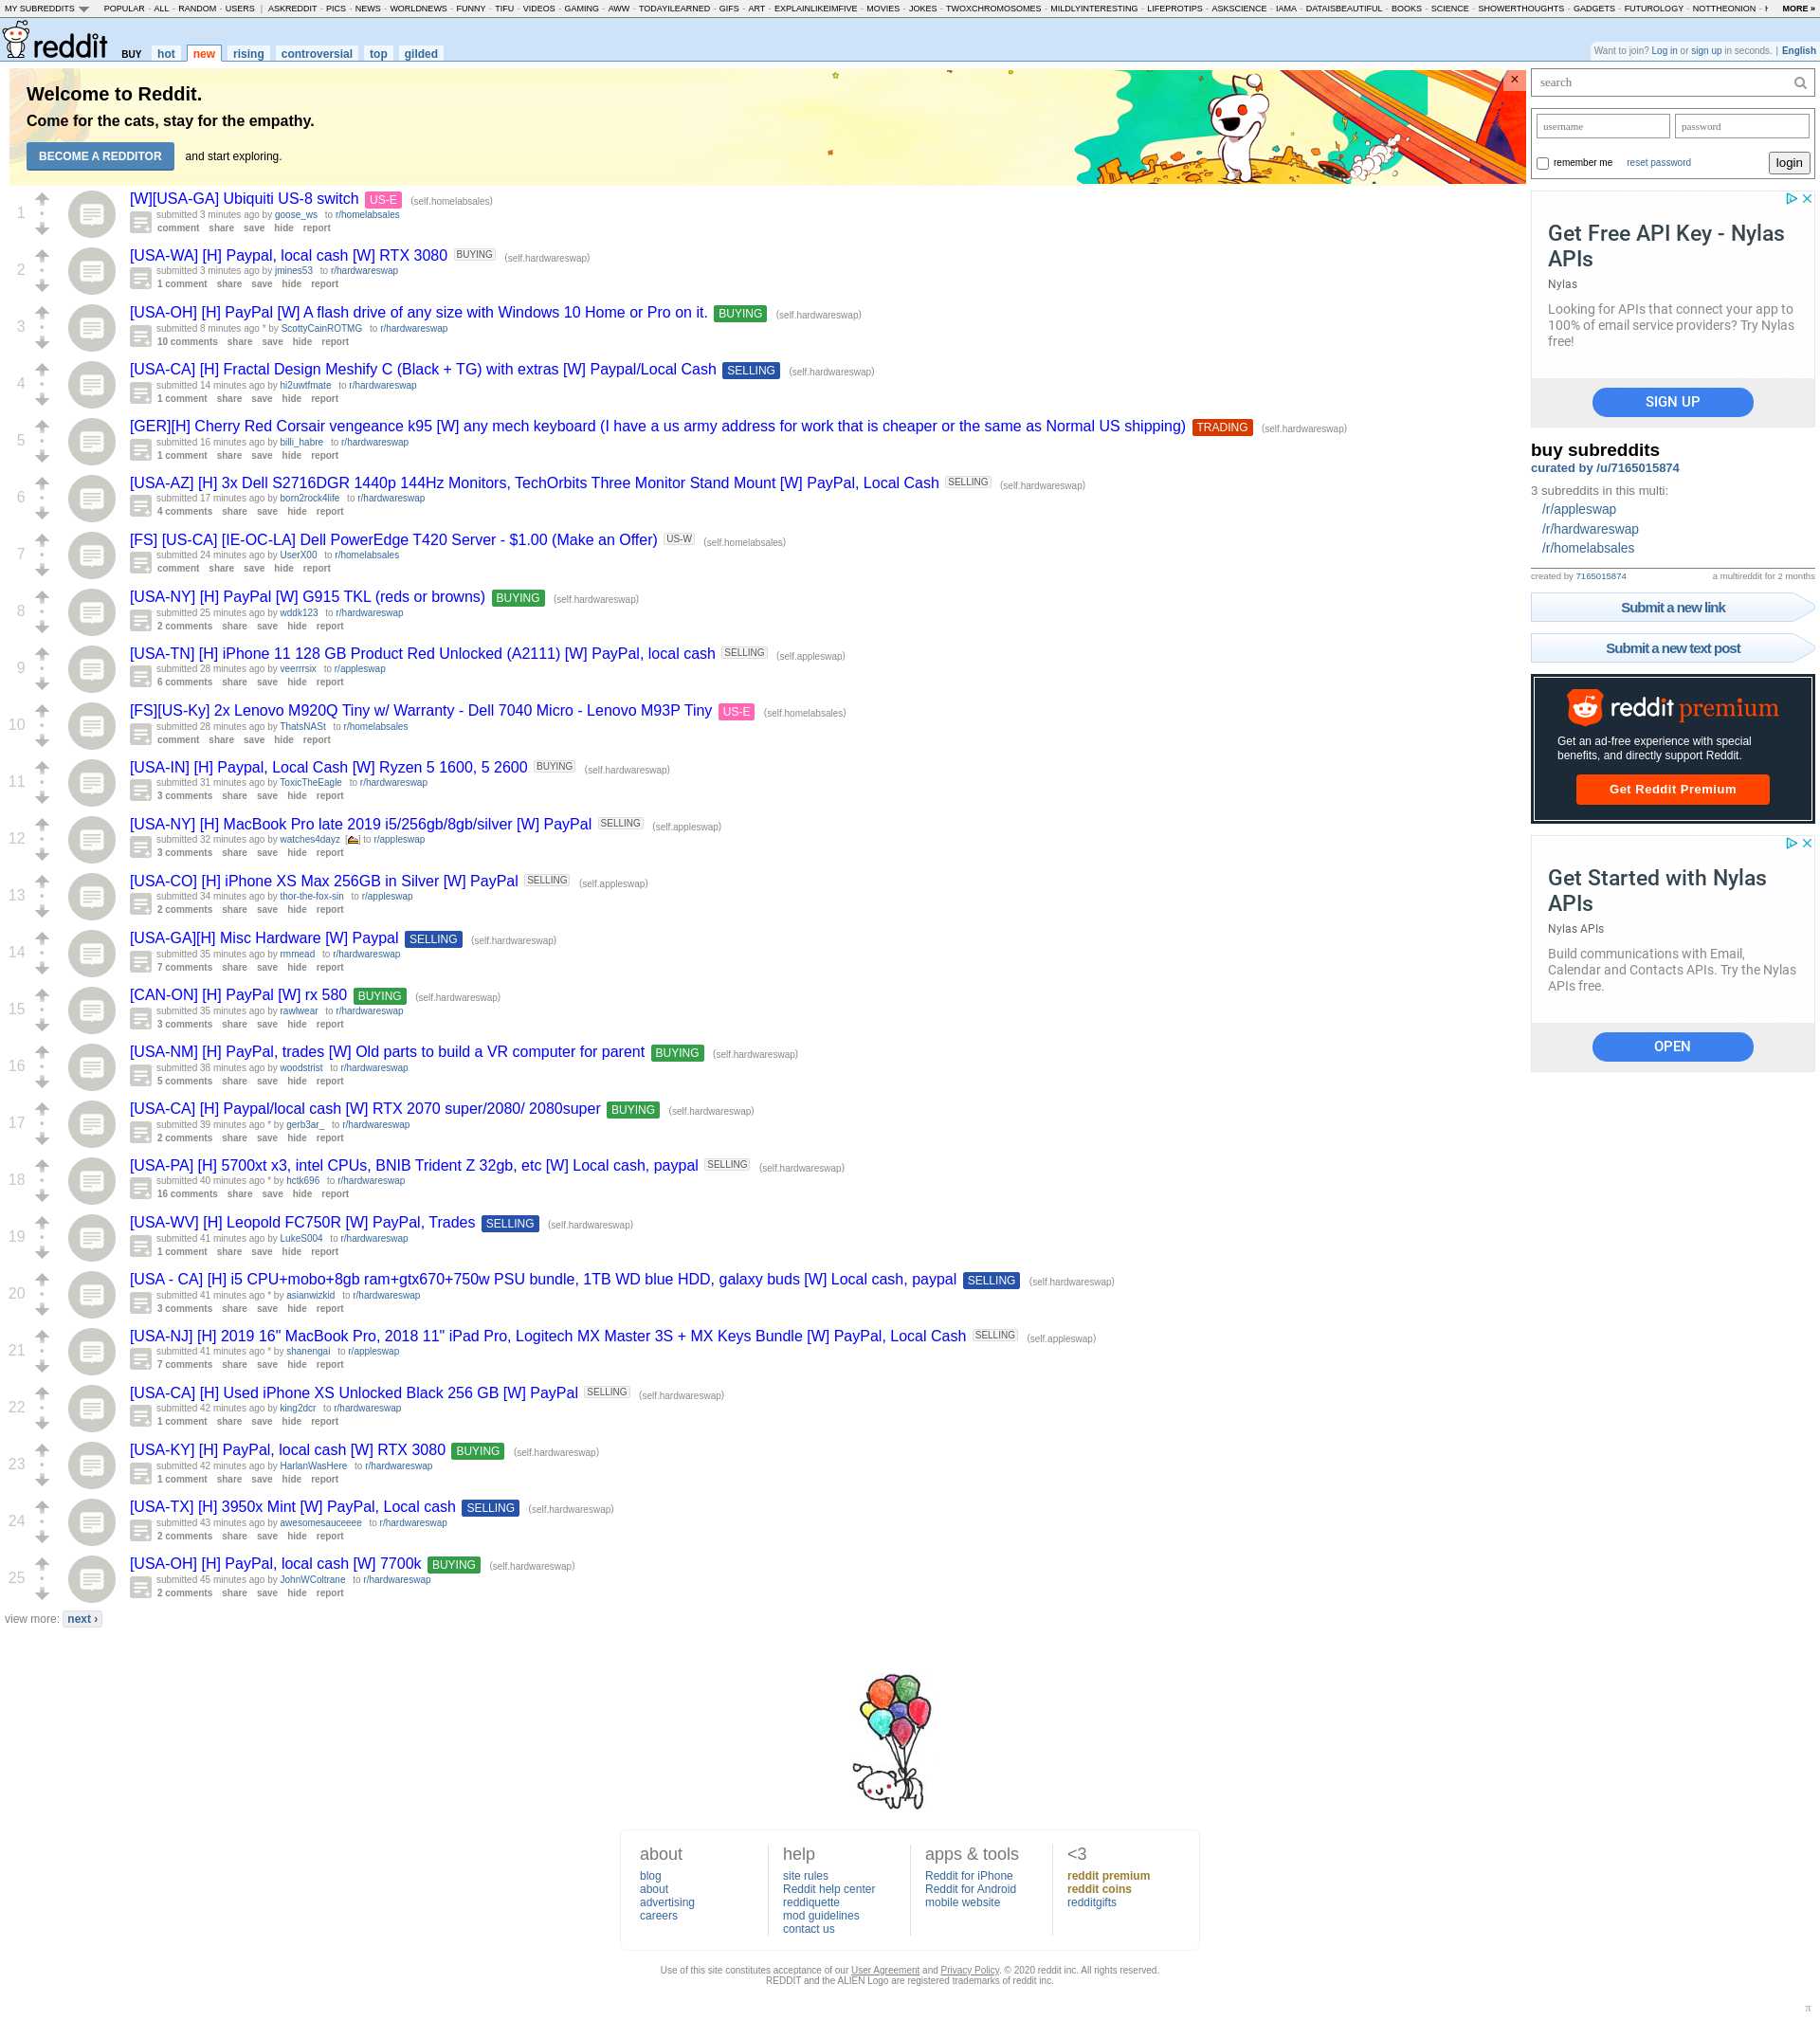 MY SUBREDDITS POPULAR - ALL - RANDOM - USERS | ASKREDDIT - PICS - NEWS - WORLDNEWS - FUNNY - TIFU - VIDEOS - GAMING - AWW - TODAYILEARNED - GIFS - ART - EXPLAINLIKEIMFIVE - MOVIES - JOKES - TWOXCHROMOSOMES - MILDLYINTERESTING - LIFEPROTIPS - ASKSCIENCE - IAMA - DATAISBEAUTIFUL - BOOKS - SCIENCE - SHOWERTHOUGHTS - GADGETS - FUTUROLOGY - NOTTHEONION - MORE »
reddit BUY hot new rising controversial top gilded
Want to join? Log in or sign up in seconds. | English
Welcome to Reddit.
Come for the cats, stay for the empathy.
BECOME A REDDITOR and start exploring.
×
1
[W][USA-GA] Ubiquiti US-8 switch US-E (self.homelabsales)
submitted 3 minutes ago by goose_ws to r/homelabsales
comment share save hide report
2
[USA-WA] [H] Paypal, local cash [W] RTX 3080 BUYING (self.hardwareswap)
submitted 3 minutes ago by jmines53 to r/hardwareswap
1 comment share save hide report
3
[USA-OH] [H] PayPal [W] A flash drive of any size with Windows 10 Home or Pro on it. BUYING (self.hardwareswap)
submitted 8 minutes ago * by ScottyCainROTMG to r/hardwareswap
10 comments share save hide report
4
[USA-CA] [H] Fractal Design Meshify C (Black + TG) with extras [W] Paypal/Local Cash SELLING (self.hardwareswap)
submitted 14 minutes ago by hi2uwtfmate to r/hardwareswap
1 comment share save hide report
5
[GER][H] Cherry Red Corsair vengeance k95 [W] any mech keyboard (I have a us army address for work that is cheaper or the same as Normal US shipping) TRADING (self.hardwareswap)
submitted 16 minutes ago by billi_habre to r/hardwareswap
1 comment share save hide report
6
[USA-AZ] [H] 3x Dell S2716DGR 1440p 144Hz Monitors, TechOrbits Three Monitor Stand Mount [W] PayPal, Local Cash SELLING (self.hardwareswap)
submitted 17 minutes ago by born2rock4life to r/hardwareswap
4 comments share save hide report
7
[FS] [US-CA] [IE-OC-LA] Dell PowerEdge T420 Server - $1.00 (Make an Offer) US-W (self.homelabsales)
submitted 24 minutes ago by UserX00 to r/homelabsales
comment share save hide report
8
[USA-NY] [H] PayPal [W] G915 TKL (reds or browns) BUYING (self.hardwareswap)
submitted 25 minutes ago by wddk123 to r/hardwareswap
2 comments share save hide report
9
[USA-TN] [H] iPhone 11 128 GB Product Red Unlocked (A2111) [W] PayPal, local cash SELLING (self.appleswap)
submitted 28 minutes ago by veerrrsix to r/appleswap
6 comments share save hide report
10
[FS][US-Ky] 2x Lenovo M920Q Tiny w/ Warranty - Dell 7040 Micro - Lenovo M93P Tiny US-E (self.homelabsales)
submitted 28 minutes ago by ThatsNASt to r/homelabsales
comment share save hide report
11
[USA-IN] [H] Paypal, Local Cash [W] Ryzen 5 1600, 5 2600 BUYING (self.hardwareswap)
submitted 31 minutes ago by ToxicTheEagle to r/hardwareswap
3 comments share save hide report
12
[USA-NY] [H] MacBook Pro late 2019 i5/256gb/8gb/silver [W] PayPal SELLING (self.appleswap)
submitted 32 minutes ago by watches4dayz [ ] to r/appleswap
3 comments share save hide report
13
[USA-CO] [H] iPhone XS Max 256GB in Silver [W] PayPal SELLING (self.appleswap)
submitted 34 minutes ago by thor-the-fox-sin to r/appleswap
2 comments share save hide report
14
[USA-GA][H] Misc Hardware [W] Paypal SELLING (self.hardwareswap)
submitted 35 minutes ago by rmmead to r/hardwareswap
7 comments share save hide report
15
[CAN-ON] [H] PayPal [W] rx 580 BUYING (self.hardwareswap)
submitted 35 minutes ago by rawlwear to r/hardwareswap
3 comments share save hide report
16
[USA-NM] [H] PayPal, trades [W] Old parts to build a VR computer for parent BUYING (self.hardwareswap)
submitted 38 minutes ago by woodstrist to r/hardwareswap
5 comments share save hide report
17
[USA-CA] [H] Paypal/local cash [W] RTX 2070 super/2080/ 2080super BUYING (self.hardwareswap)
submitted 39 minutes ago * by gerb3ar_ to r/hardwareswap
2 comments share save hide report
18
[USA-PA] [H] 5700xt x3, intel CPUs, BNIB Trident Z 32gb, etc [W] Local cash, paypal SELLING (self.hardwareswap)
submitted 40 minutes ago * by hctk696 to r/hardwareswap
16 comments share save hide report
19
[USA-WV] [H] Leopold FC750R [W] PayPal, Trades SELLING (self.hardwareswap)
submitted 41 minutes ago by LukeS004 to r/hardwareswap
1 comment share save hide report
20
[USA - CA] [H] i5 CPU+mobo+8gb ram+gtx670+750w PSU bundle, 1TB WD blue HDD, galaxy buds [W] Local cash, paypal SELLING (self.hardwareswap)
submitted 41 minutes ago * by asianwizkid to r/hardwareswap
3 comments share save hide report
21
[USA-NJ] [H] 2019 16" MacBook Pro, 2018 11" iPad Pro, Logitech MX Master 3S + MX Keys Bundle [W] PayPal, Local Cash SELLING (self.appleswap)
submitted 41 minutes ago * by shanengai to r/appleswap
7 comments share save hide report
22
[USA-CA] [H] Used iPhone XS Unlocked Black 256 GB [W] PayPal SELLING (self.hardwareswap)
submitted 42 minutes ago by king2dcr to r/hardwareswap
1 comment share save hide report
23
[USA-KY] [H] PayPal, local cash [W] RTX 3080 BUYING (self.hardwareswap)
submitted 42 minutes ago by HarlanWasHere to r/hardwareswap
1 comment share save hide report
24
[USA-TX] [H] 3950x Mint [W] PayPal, Local cash SELLING (self.hardwareswap)
submitted 43 minutes ago by awesomesauceeee to r/hardwareswap
2 comments share save hide report
25
[USA-OH] [H] PayPal, local cash [W] 7700k BUYING (self.hardwareswap)
submitted 45 minutes ago by JohnWColtrane to r/hardwareswap
2 comments share save hide report
view more: next ›
search
username password
remember me reset password login
Get Free API Key - Nylas
APIs
Nylas
Looking for APIs that connect your app to
100% of email service providers? Try Nylas
free!
SIGN UP
buy subreddits
curated by /u/7165015874
3 subreddits in this multi:
/r/appleswap
/r/hardwareswap
/r/homelabsales
created by 7165015874 a multireddit for 2 months
Submit a new link
Submit a new text post
reddit premium
Get an ad-free experience with special
benefits, and directly support Reddit.
Get Reddit Premium
Get Started with Nylas
APIs
Nylas APIs
Build communications with Email,
Calendar and Contacts APIs. Try the Nylas
APIs free.
OPEN
about
blog
about
advertising
careers
help
site rules
Reddit help center
reddiquette
mod guidelines
contact us
apps & tools
Reddit for iPhone
Reddit for Android
mobile website
<3
reddit premium
reddit coins
redditgifts
Use of this site constitutes acceptance of our User Agreement and Privacy Policy. © 2020 reddit inc. All rights reserved.
REDDIT and the ALIEN Logo are registered trademarks of reddit inc.
π